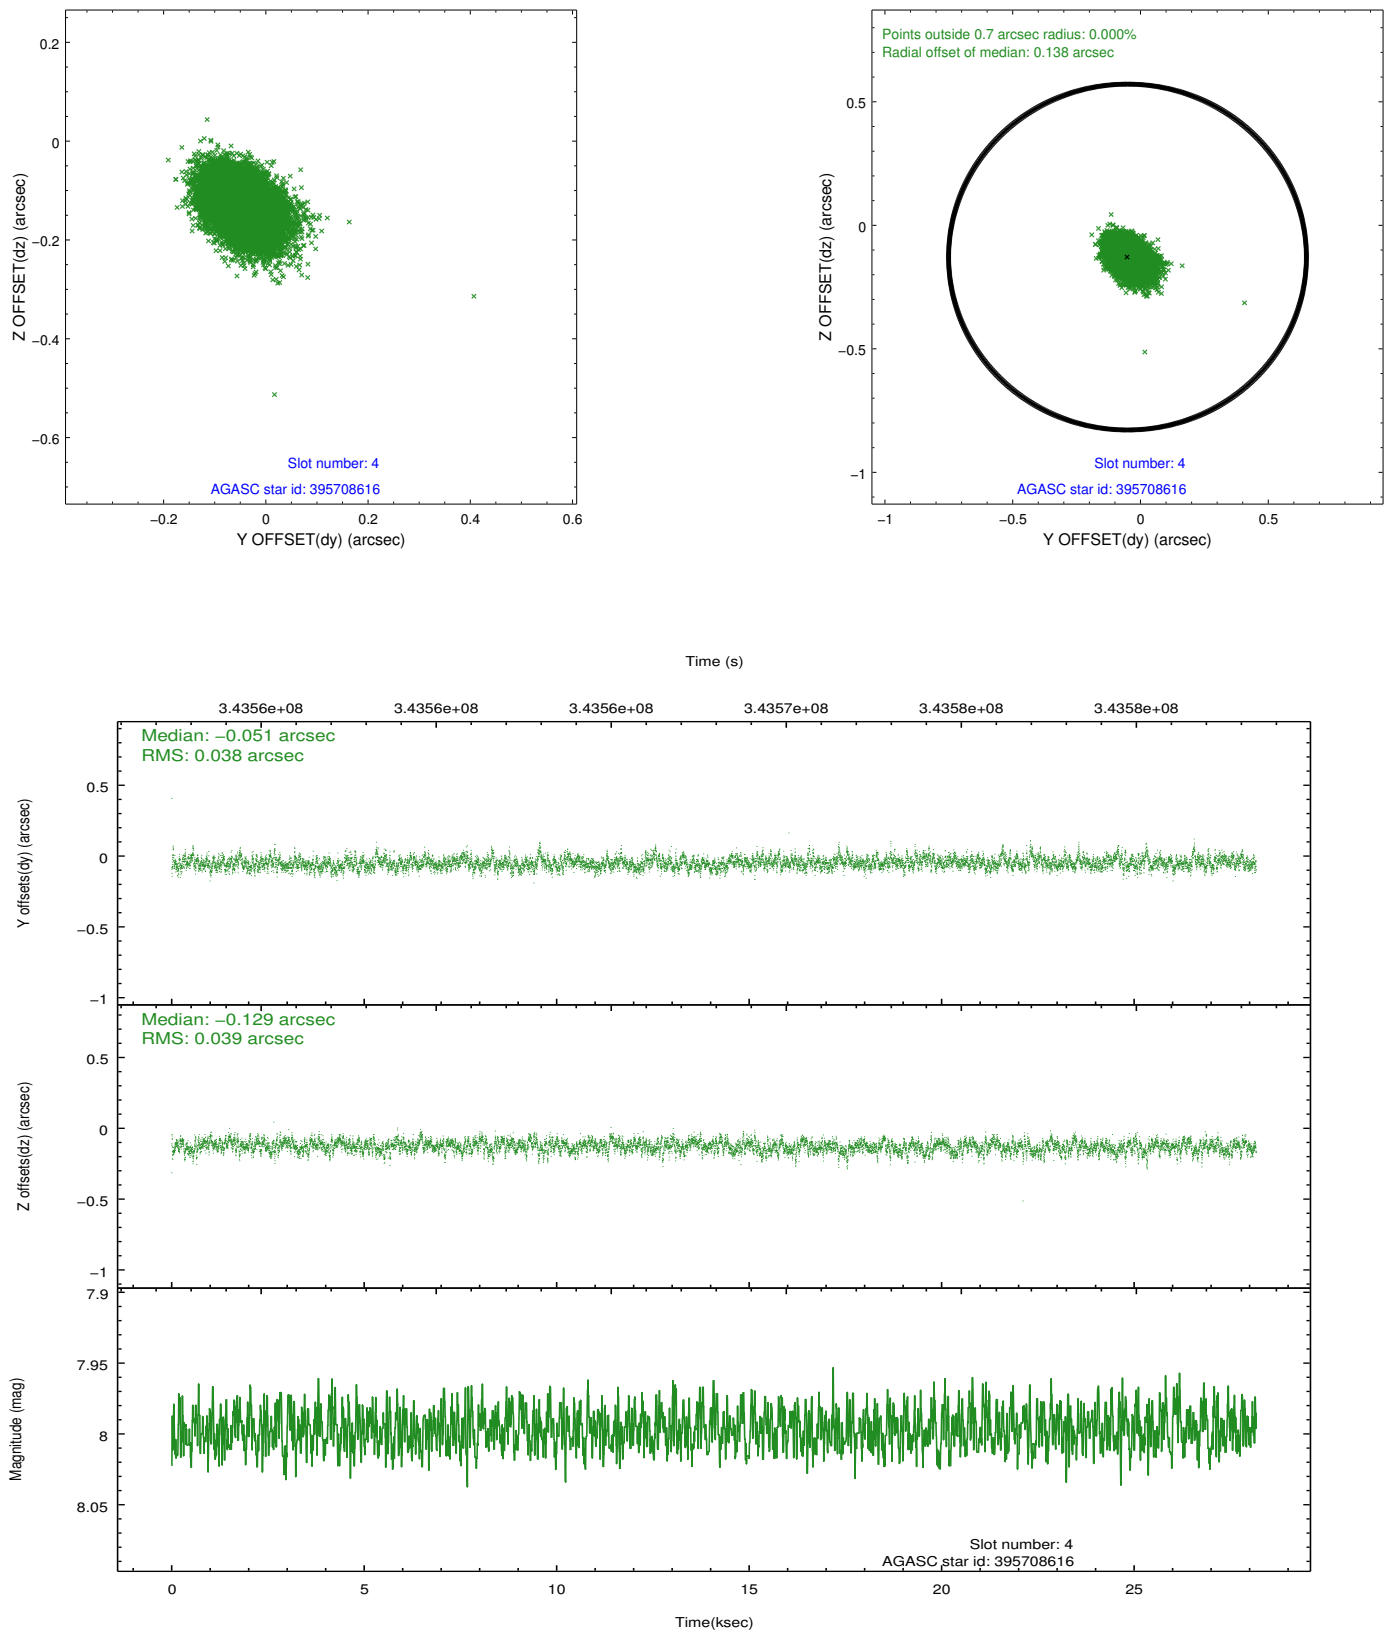 0.2
0
−0.2
−0.4
−0.6
Z OFFSET(dz) (arcsec)
Slot number: 4
AGASC star id: 395708616
−0.2 0 0.2 0.4 0.6
Y OFFSET(dy) (arcsec)
Points outside 0.7 arcsec radius: 0.000%
Radial offset of median: 0.138 arcsec
0.5
0
−0.5
−1
Z OFFSET(dz) (arcsec)
Slot number: 4
AGASC star id: 395708616
−1 −0.5 0 0.5
Y OFFSET(dy) (arcsec)
Time (s)
3.4356e+08 3.4356e+08 3.4356e+08 3.4357e+08 3.4358e+08 3.4358e+08
Median: −0.051 arcsec
RMS: 0.038 arcsec
0.5
0
−0.5
−1
Y offsets(dy) (arcsec)
Median: −0.129 arcsec
RMS: 0.039 arcsec
0.5
0
−0.5
−1
Z offsets(dz) (arcsec)
7.9
7.95
8
8.05
Magnitude (mag)
Slot number: 4
AGASC star id: 395708616
0 5 10 15 20 25
Time(ksec)